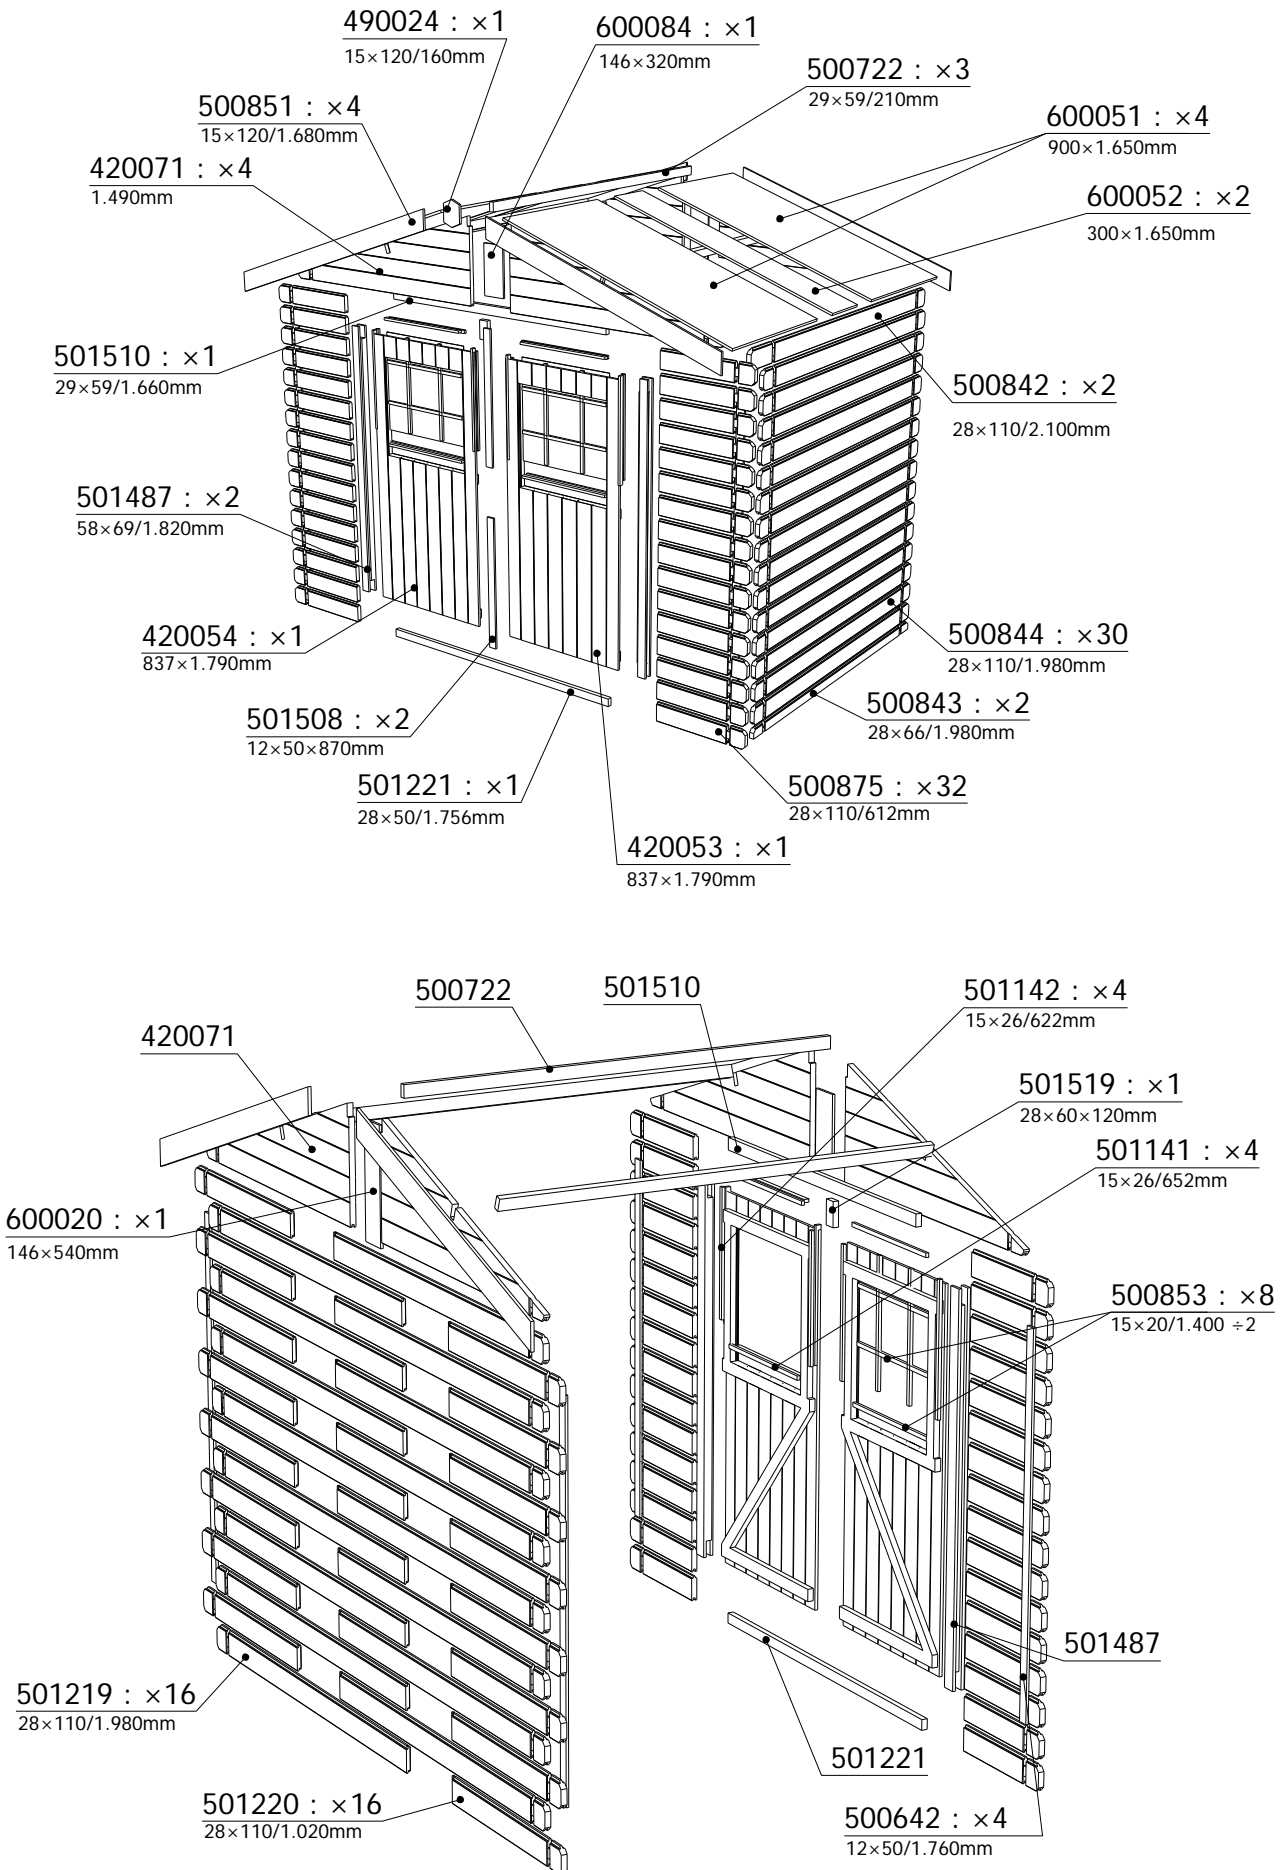 490024 : ×1
15×120/160mm
600084 : ×1
146×320mm
500722 : ×3
29×59/210mm
500851 : ×4
15×120/1.680mm
600051 : ×4
900×1.650mm
420071 : ×4
1.490mm
600052 : ×2
300×1.650mm
501510 : ×1
29×59/1.660mm
500842 : ×2
28×110/2.100mm
501487 : ×2
58×69/1.820mm
420054 : ×1
837×1.790mm
500844 : ×30
28×110/1.980mm
501508 : ×2
12×50×870mm
500843 : ×2
28×66/1.980mm
501221 : ×1
28×50/1.756mm
500875 : ×32
28×110/612mm
420053 : ×1
837×1.790mm
500722
501510
501142 : ×4
15×26/622mm
420071
501519 : ×1
28×60×120mm
501141 : ×4
15×26/652mm
600020 : ×1
146×540mm
500853 : ×8
15×20/1.400 ÷2
501487
501219 : ×16
28×110/1.980mm
501221
501220 : ×16
28×110/1.020mm
500642 : ×4
12×50/1.760mm